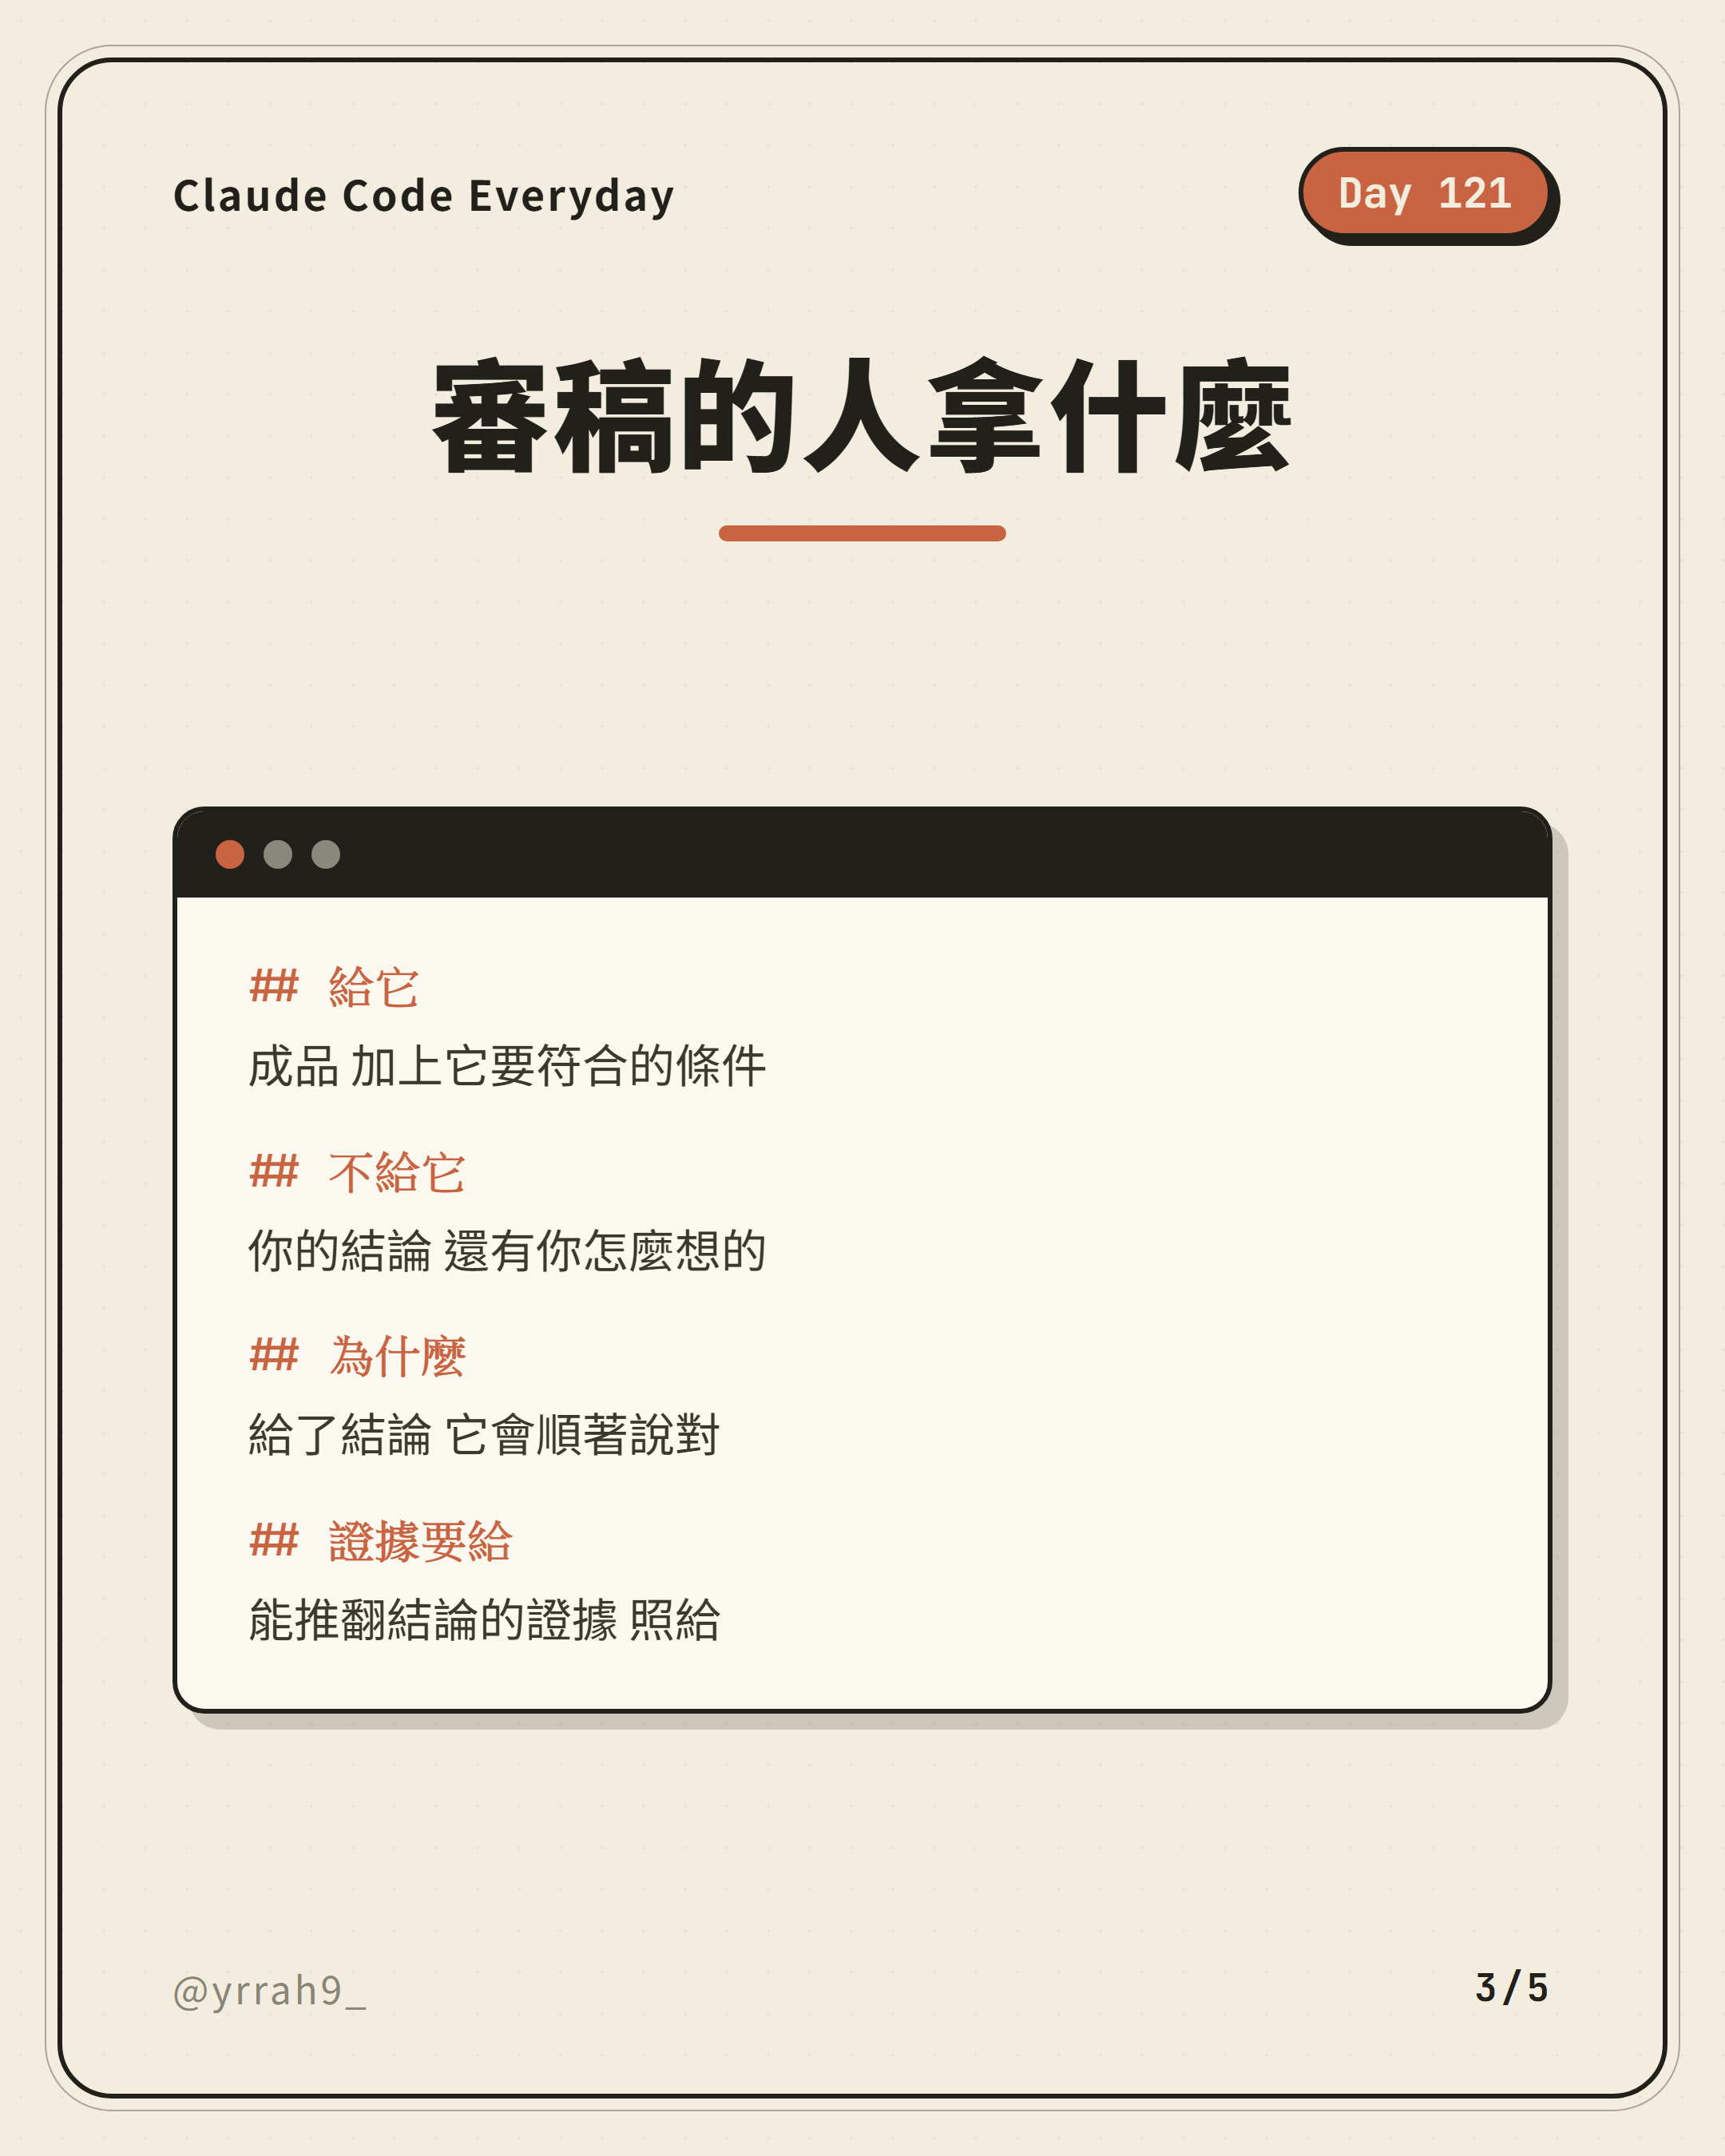 Claude Code Everyday
Day 121
審稿的人拿什麼
## 給它
成品 加上它要符合的條件
## 不給它
你的結論 還有你怎麼想的
## 為什麼
給了結論 它會順著說對
## 證據要給
能推翻結論的證據 照給
@yrrah9_
3/5